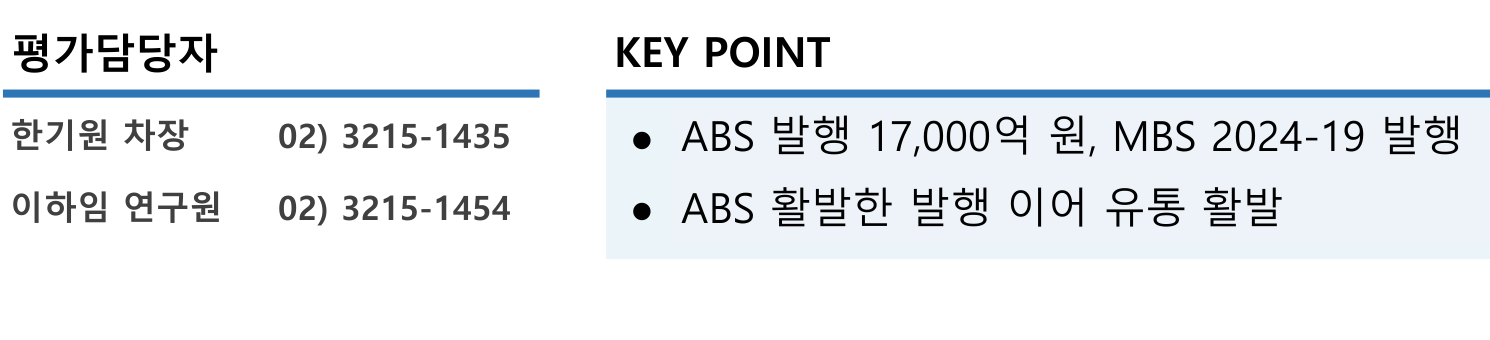 평가담당자
한기원 차장 02) 3215-1435
이하임 연구원 02) 3215-1454
KEY POINT
● ABS 발행 17,000억 원, MBS 2024-19 발행
● ABS 활발한 발행 이어 유통 활발